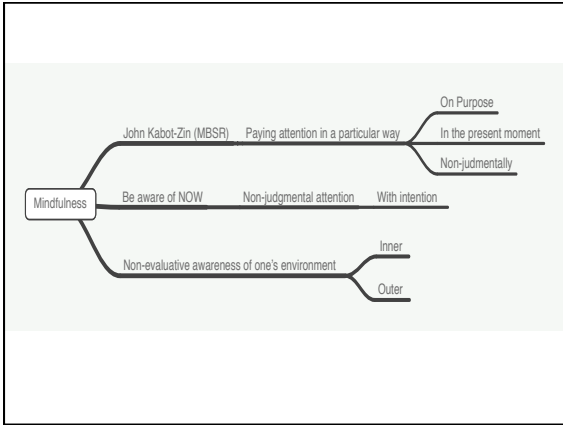 On Purpose
John Kabot-Zin (MBSR) Paying attention in a particular way In the present moment
Non-judmentally
Mindfulness Be aware of NOW Non-judgmental attention With intention
Inner
Non-evaluative awareness of one's environment
Outer